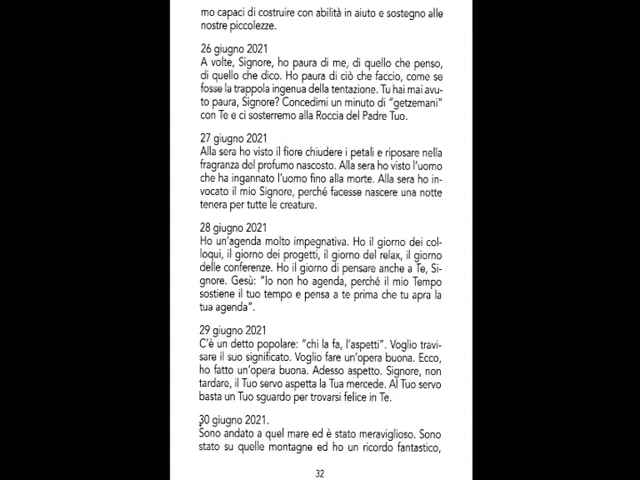 mo capaci di costruire con abilità in aiuto e sostegno alle
nostre piccolezze.
26 giugno 2021
A volte, Signore, ho paura di me, di quello che penso,
di quello che dico. Ho paura di ciò che faccio, come se
fosse la trappola ingenua della tentazione. Tu hai mai avu-
to paura, Signore? Concedimi un minuto di “getzemani”
con Te e ci sosterremo alla Roccia del Padre Tuo.
27 giugno 2021
Alla sera ho visto il fiore chiudere i petali e riposare nella
fragranza del profumo nascosto. Alla sera ho visto l’uomo
che ha ingannato l’uomo fino alla morte. Alla sera ho in-
vocato il mio Signore, perché facesse nascere una notte
tenera per tutte le creature.
28 giugno 2021
Ho un’agenda molto impegnativa. Ho il giorno dei col-
loqui, il giorno dei progetti, il giorno del relax, il giorno
delle conferenze. Ho il giorno di pensare anche a Te, Si-
gnore. Gesù: “Io non ho agenda, perché il mio Tempo
sostiene il tuo tempo e pensa a te prima che tu apra la
tua agenda”.
29 giugno 2021
C’è un detto popolare: “chi la fa, l’aspetti”. Voglio travi-
sare il suo significato. Voglio fare un’opera buona. Ecco,
ho fatto un’opera buona. Adesso aspetto. Signore, non
tardare, il Tuo servo aspetta la Tua mercede. Al Tuo servo
basta un Tuo sguardo per trovarsi felice in Te.
30 giugno 2021.
Sono andato a quel mare ed è stato meraviglioso. Sono
stato su quelle montagne ed ho un ricordo fantastico,
32